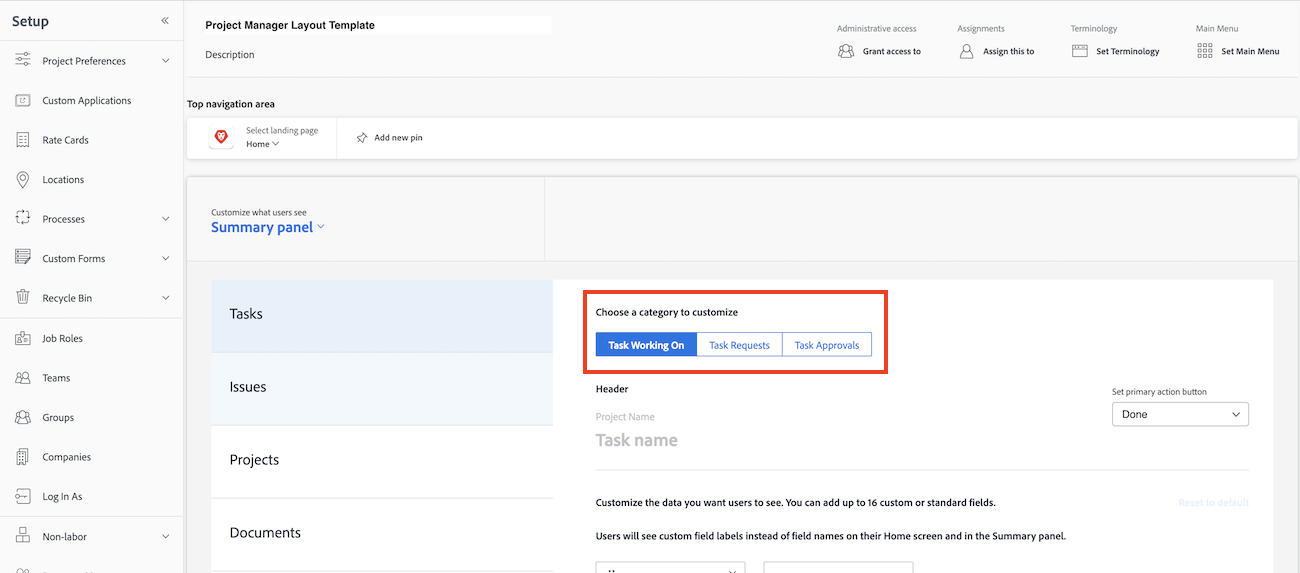 Setup
Project Preferences
Custom Applications
Rate Cards
Locations
Processes
Custom Forms
Recycle Bin
Job Roles
Teams
Groups
Companies
Log In As
Non-labor
Project Manager Layout Template
Description
Administrative access
Grant access to
Assignments
Assign this to
Terminology
Set Terminology
Main Menu
Set Main Menu
Top navigation area
Select landing page
Home
Add new pin
Customize what users see
Summary panel
Tasks
Issues
Projects
Documents
Choose a category to customize
Task Working On
Task Requests
Task Approvals
Header
Project Name
Task name
Set primary action button
Done
Customize the data you want users to see. You can add up to 16 custom or standard fields.
Reset to default
Users will see custom field labels instead of field names on their Home screen and in the Summary panel.